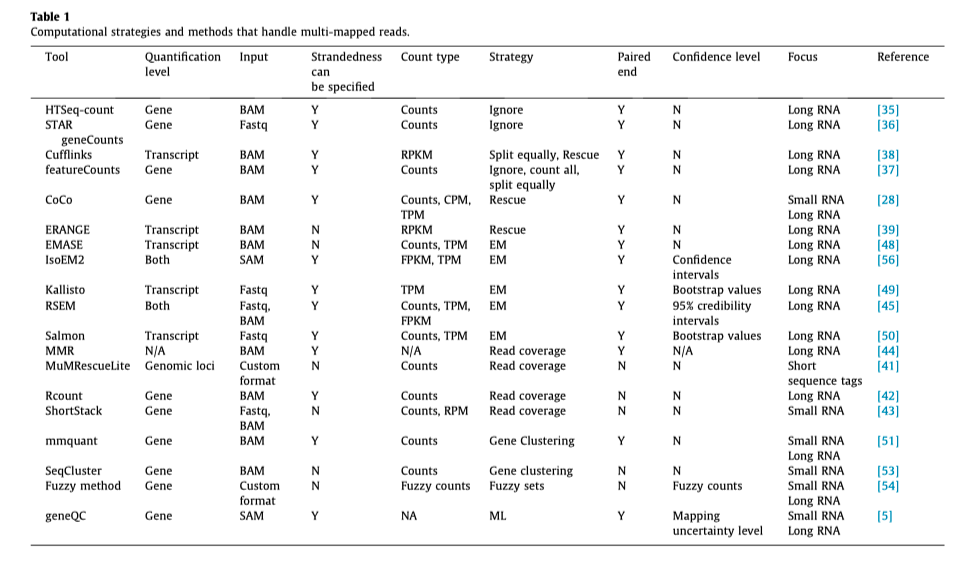 Table 1
Computational strategies and methods that handle multi-mapped reads.
Tool Quantification level Input Strandedness can be specified Count type Strategy Paired end Confidence level Focus Reference
HTSeq-count Gene BAM Y Counts Ignore Y N Long RNA [35]
STAR geneCounts Gene Fastq Y Counts Ignore Y N Long RNA [36]
Cufflinks Transcript BAM Y RPKM Split equally, Rescue Y N Long RNA [38]
featureCounts Gene BAM Y Counts Ignore, count all, split equally Y N Long RNA [37]
CoCo Gene BAM Y Counts, CPM, TPM Rescue Y N Small RNA Long RNA [28]
ERANGE Transcript BAM N RPKM Rescue Y N Long RNA [39]
EMASE Transcript BAM N Counts, TPM EM Y N Long RNA [48]
IsoEM2 Both SAM Y FPKM, TPM EM Y Confidence intervals Long RNA [56]
Kallisto Transcript Fastq Y TPM EM Y Bootstrap values Long RNA [49]
RSEM Both Fastq, BAM Y Counts, TPM, FPKM EM Y 95% credibility intervals Long RNA [45]
Salmon Transcript Fastq Y Counts, TPM EM Y Bootstrap values Long RNA [50]
MMR N/A BAM Y N/A Read coverage Y N/A Long RNA [44]
MuMRescueLite Genomic loci Custom format N Counts Read coverage N N Short sequence tags [41]
Rcount Gene BAM Y Counts Read coverage N N Long RNA [42]
ShortStack Gene Fastq, BAM N Counts, RPM Read coverage N N Small RNA [43]
mmquant Gene BAM Y Counts Gene Clustering Y N Small RNA Long RNA [51]
SeqCluster Gene BAM N Counts Gene clustering N N Small RNA [53]
Fuzzy method Gene Custom format N Fuzzy counts Fuzzy sets N Fuzzy counts Small RNA Long RNA [54]
geneQC Gene SAM Y NA ML Y Mapping uncertainty level Small RNA Long RNA [5]